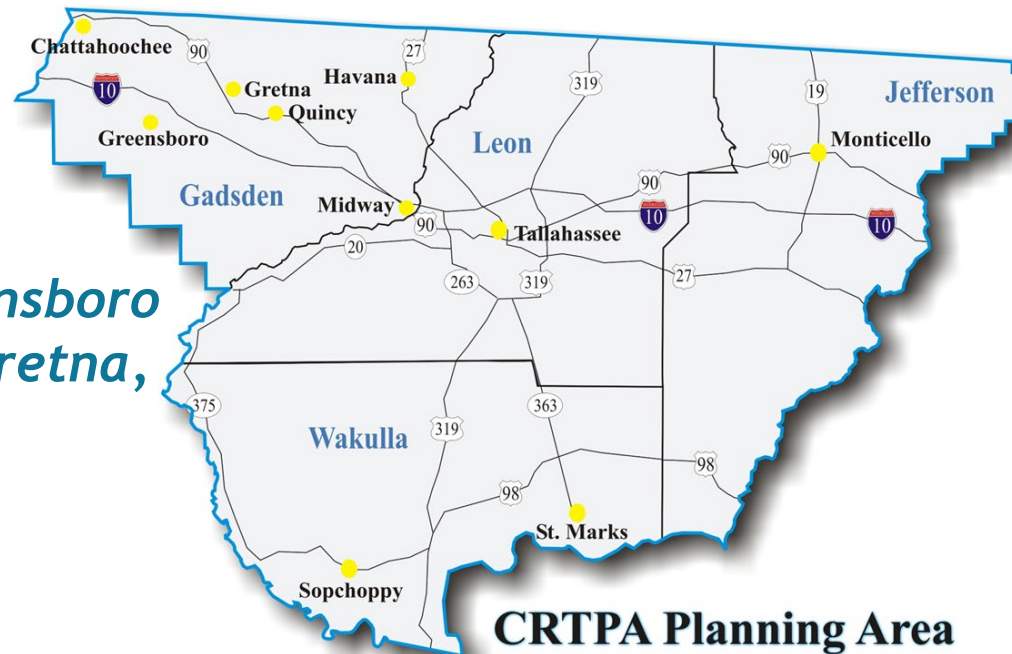 Chattahoochee
90
27
Havana
319
10
Gretna
Quincy
19
Jefferson
Greensboro
Leon
Monticello
90
Gadsden
90
Midway
10
10
90
Tallahassee
20
263
319
27
nsboro
retna,
375
363
319
Wakulla
98
98
St. Marks
Sopchoppy
CRTPA Planning Area